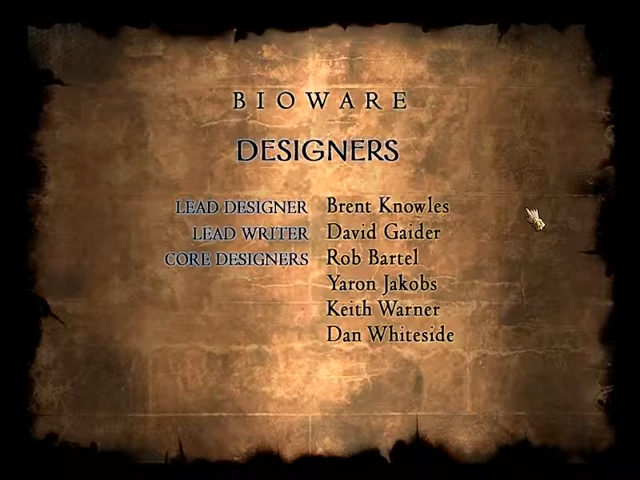 BIOWARE
DESIGNERS
LEAD DESIGNER Brent Knowles
LEAD WRITER David Gaider
CORE DESIGNERS Rob Bartel
Yaron Jakobs
Keith Warner
Dan Whiteside